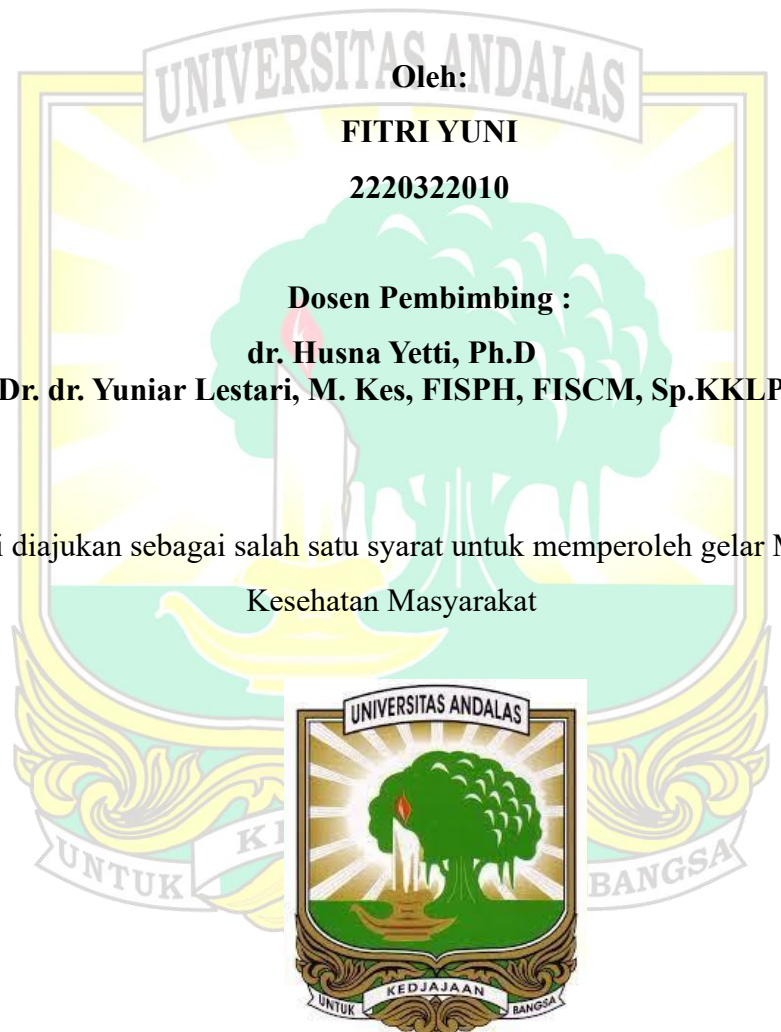 UNIVERSITAS ANDALAS
Oleh:
FITRI YUNI
2220322010
Dosen Pembimbing :
dr. Husna Yetti, Ph.D
Dr. dr. Yuniar Lestari, M. Kes, FISPH, FISCM, Sp.KKLP
i diajukan sebagai salah satu syarat untuk memperoleh gelar M
Kesehatan Masyarakat
UNIVERSITAS ANDALAS
UNTUK KEDJAJAAN BANGSA
UNTUK K BANGSA